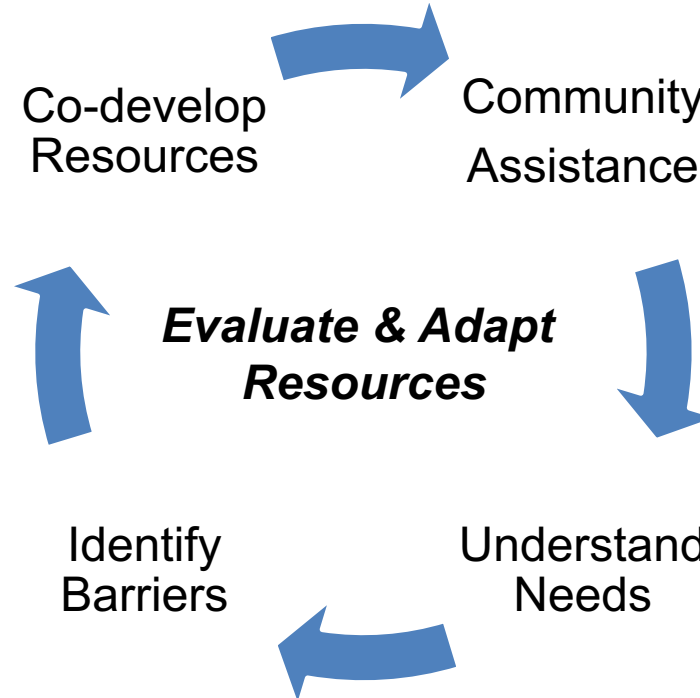 Co-develop
Resources
Community
Assistance
Evaluate & Adapt
Resources
Identify
Barriers
Understand
Needs